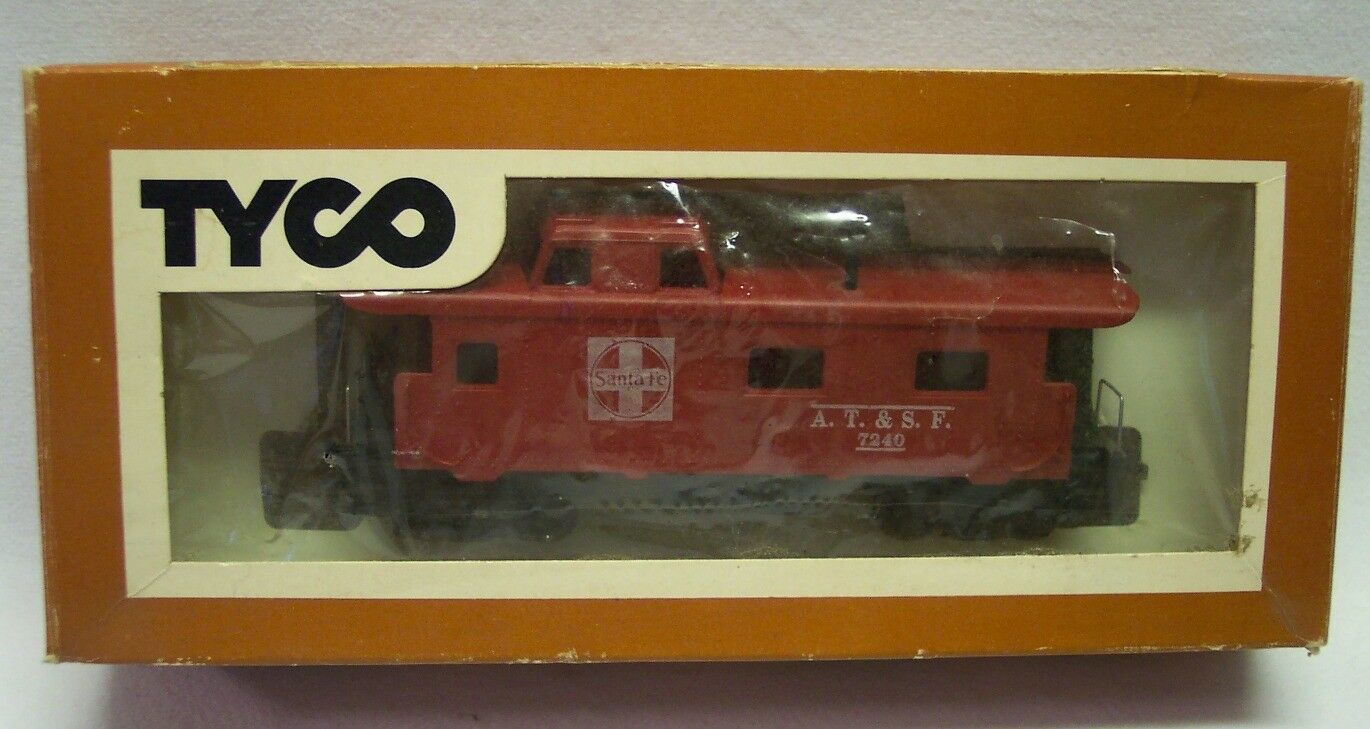 TYCO
Santa Fe
A. T. & S. F.
7240